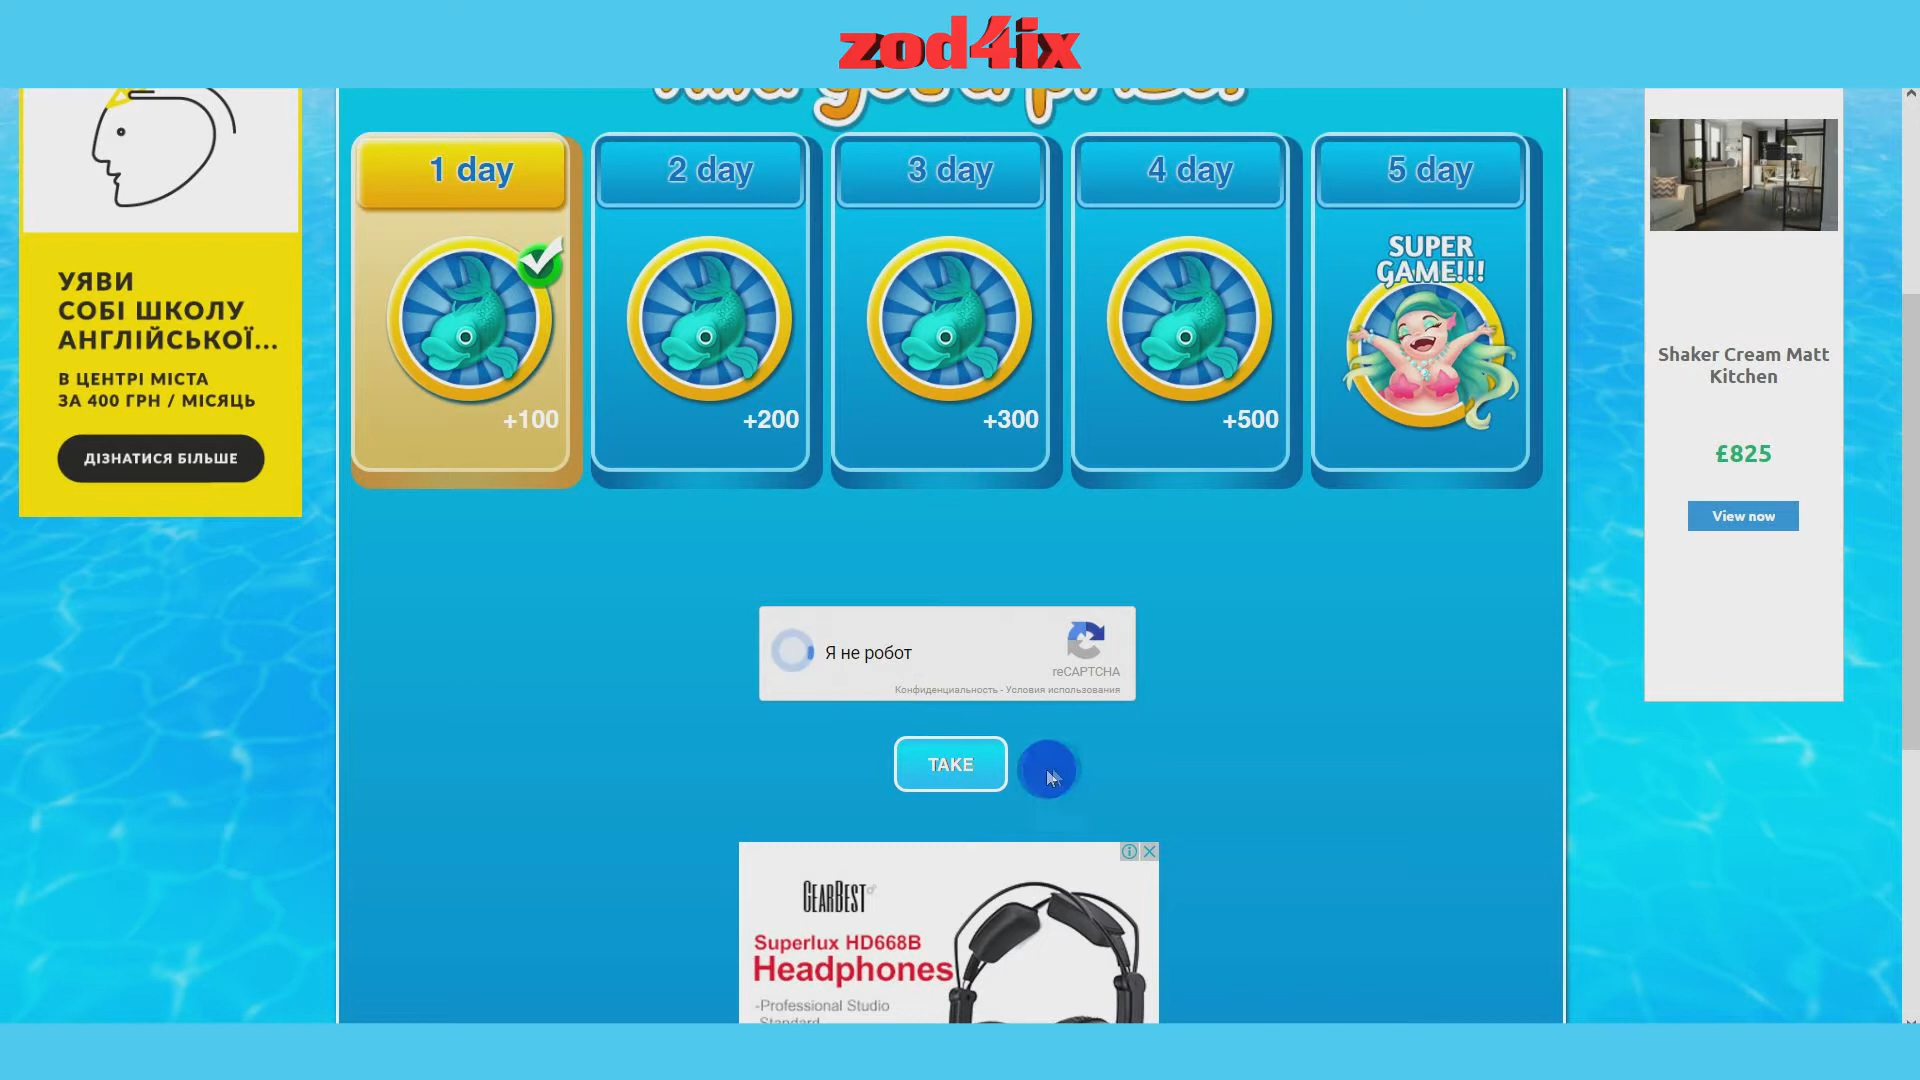 zod4ix
1 day
2 day
3 day
4 day
5 day
SUPER
GAME!!!
+100
+200
+300
+500
УЯВИ
СОБІ ШКОЛУ
АНГЛІЙСЬКОЇ...
В ЦЕНТРІ МІСТА
ЗА 400 ГРН / МІСЯЦЬ
ДІЗНАТИСЯ БІЛЬШЕ
Shaker Cream Matt
Kitchen
£825
View now
Я не робот
reCAPTCHA
Конфиденциальность - Условия использования
TAKE
GEARBEST
Superlux HD668B
Headphones
-Professional Studio
Standard